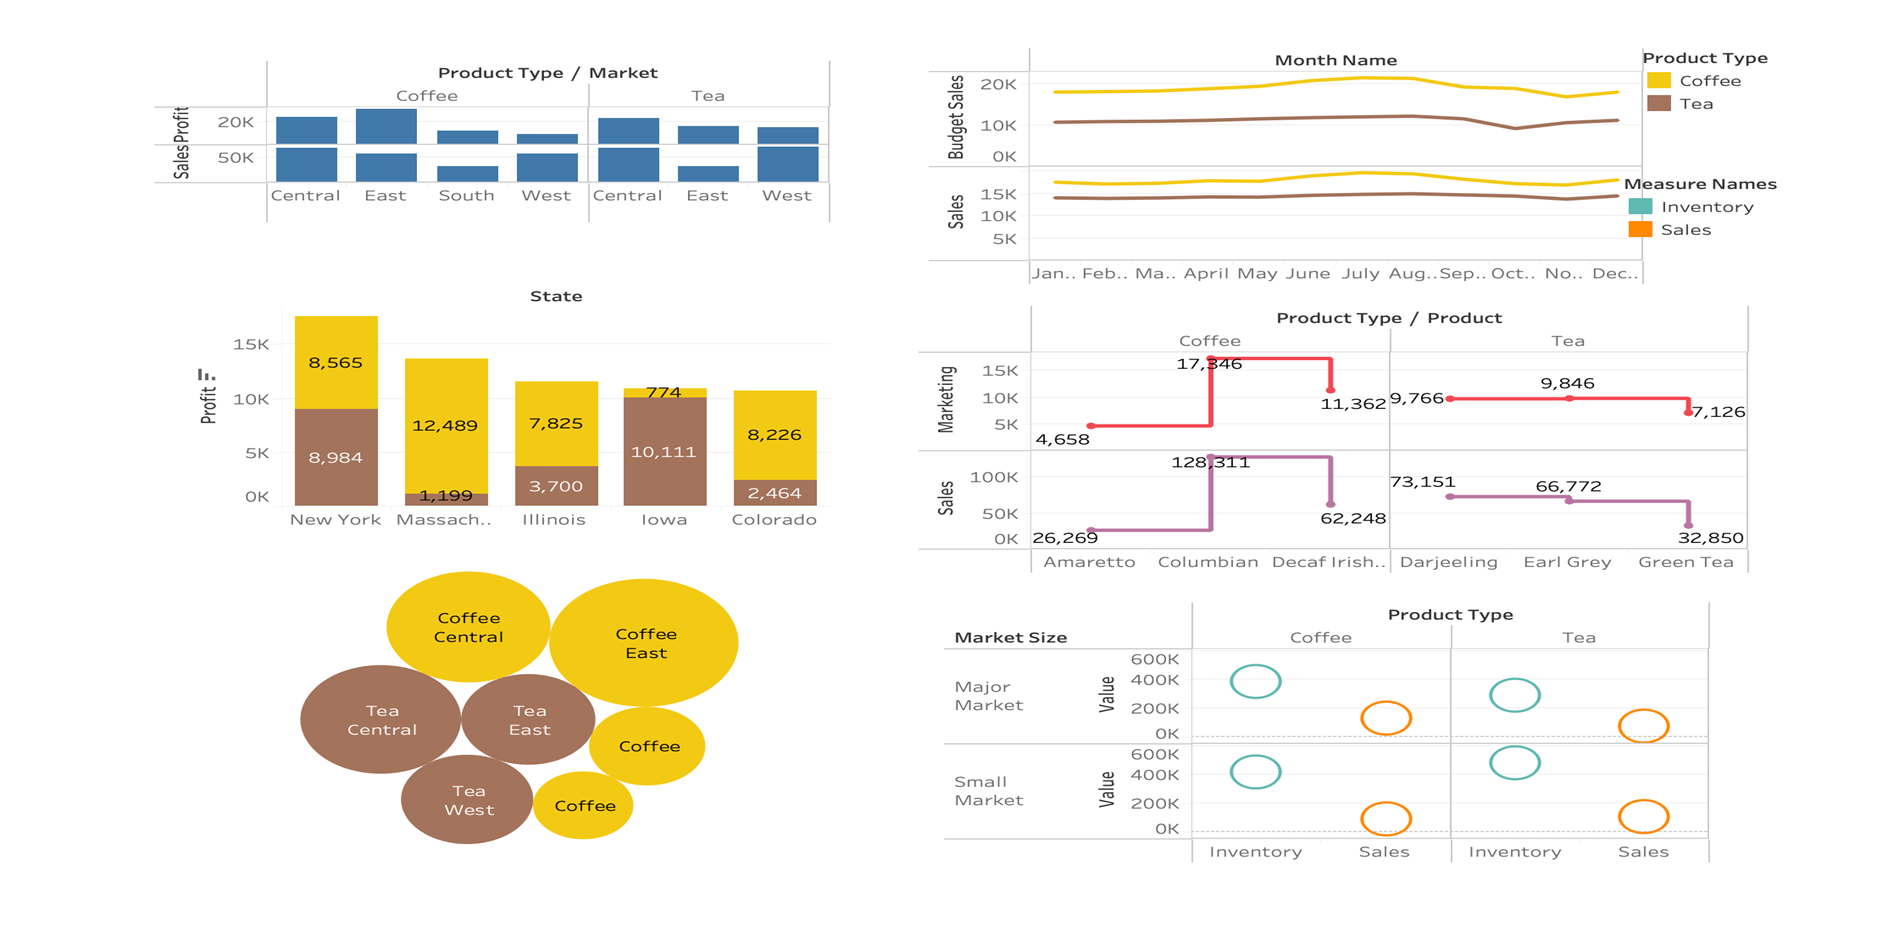 Product Type / Market
Coffee
Tea
Profit
20K
Sales
50K
Central
East
South
West
Central
East
West
Month Name
Budget Sales
20K
10K
0K
Sales
15K
10K
5K
Jan..
Feb..
Ma..
April
May
June
July
Aug..
Sep..
Oct..
No..
Dec..
Product Type
Coffee
Tea
Measure Names
Inventory
Sales
State
Profit
15K
10K
5K
0K
8,565
8,984
12,489
1,199
7,825
3,700
774
10,111
8,226
2,464
New York
Massach..
Illinois
Iowa
Colorado
Product Type / Product
Coffee
Tea
Marketing
15K
10K
5K
4,658
17,346
11,362
9,766
9,846
7,126
Sales
100K
50K
0K
26,269
128,311
62,248
73,151
66,772
32,850
Amaretto
Columbian
Decaf Irish..
Darjeeling
Earl Grey
Green Tea
Coffee
Central
Coffee
East
Tea
Central
Tea
East
Coffee
Tea
West
Coffee
Product Type
Market Size
Coffee
Tea
Major
Market
Value
600K
400K
200K
0K
Small
Market
Value
600K
400K
200K
0K
Inventory
Sales
Inventory
Sales